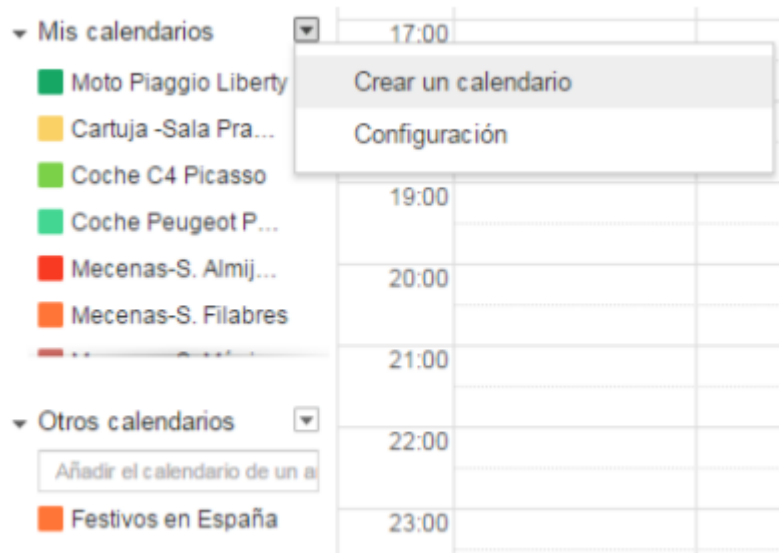 Mis calendarios
Moto Piaggio Liberty
Cartuja -Sala Pra...
Coche C4 Picasso
Coche Peugeot P...
Mecenas-S. Almij...
Mecenas-S. Filabres
Otros calendarios
Añadir el calendario de un a
Festivos en España
Crear un calendario
Configuración
17:00
19:00
20:00
21:00
22:00
23:00